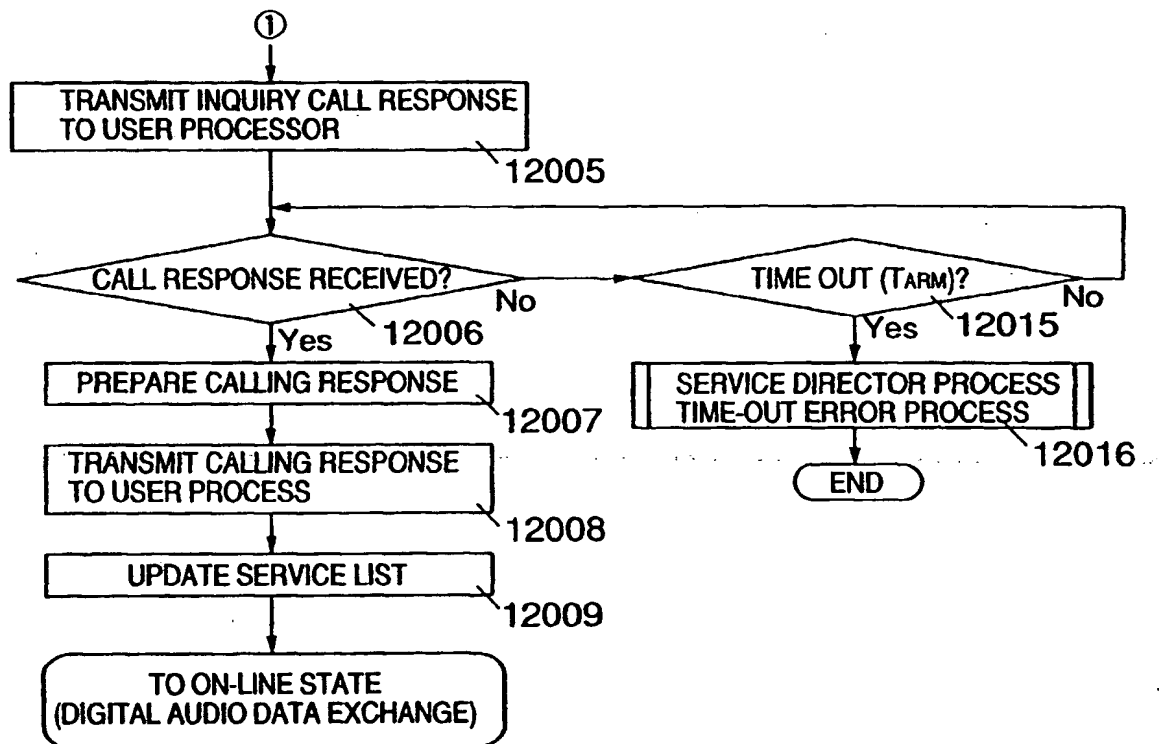 ①
TRANSMIT INQUIRY CALL RESPONSE
TO USER PROCESSOR
12005
CALL RESPONSE RECEIVED?
No
12006
Yes
TIME OUT (TARM)?
No
12015
Yes
PREPARE CALLING RESPONSE
12007
SERVICE DIRECTOR PROCESS
TIME-OUT ERROR PROCESS
12016
END
TRANSMIT CALLING RESPONSE
TO USER PROCESS
12008
UPDATE SERVICE LIST
12009
TO ON-LINE STATE
(DIGITAL AUDIO DATA EXCHANGE)